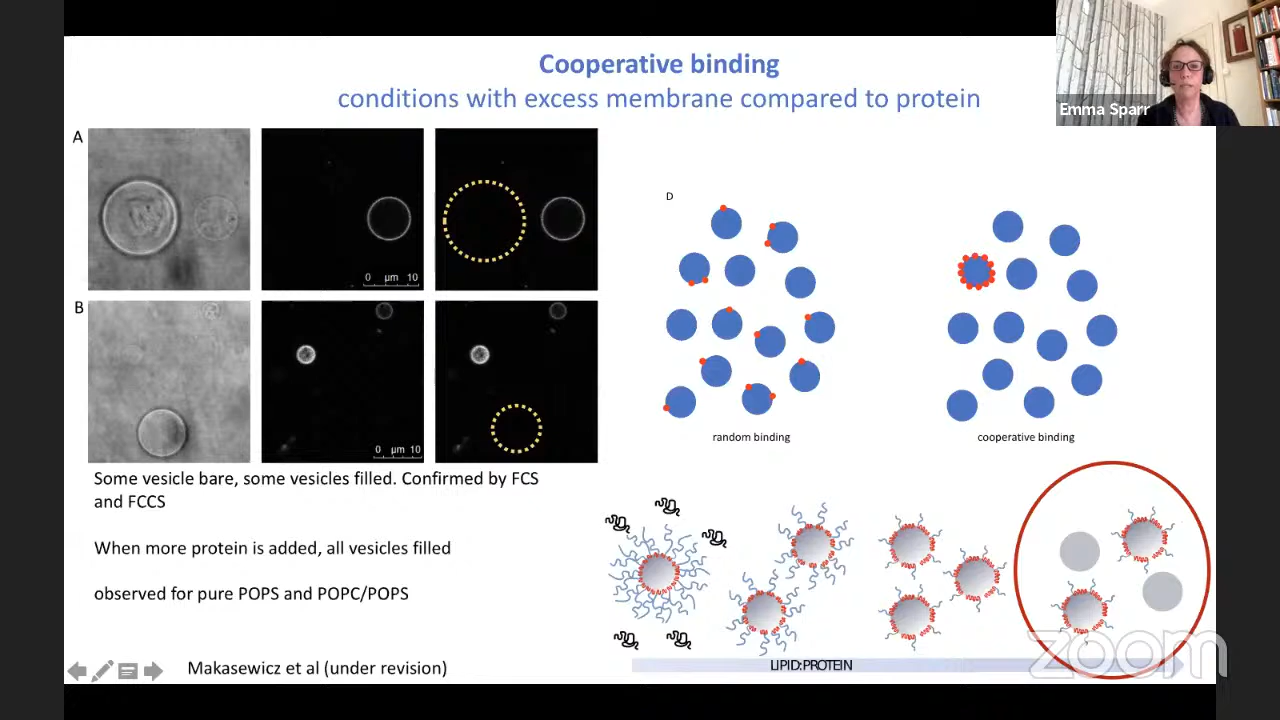 Cooperative binding
conditions with excess membrane compared to protein
Emma Sparr
A
0 µm 10
B
0 µm 10
Some vesicle bare, some vesicles filled. Confirmed by FCS
and FCCS
When more protein is added, all vesicles filled
observed for pure POPS and POPC/POPS
Makasewicz et al (under revision)
D
random binding
cooperative binding
LIPID:PROTEIN
zoom